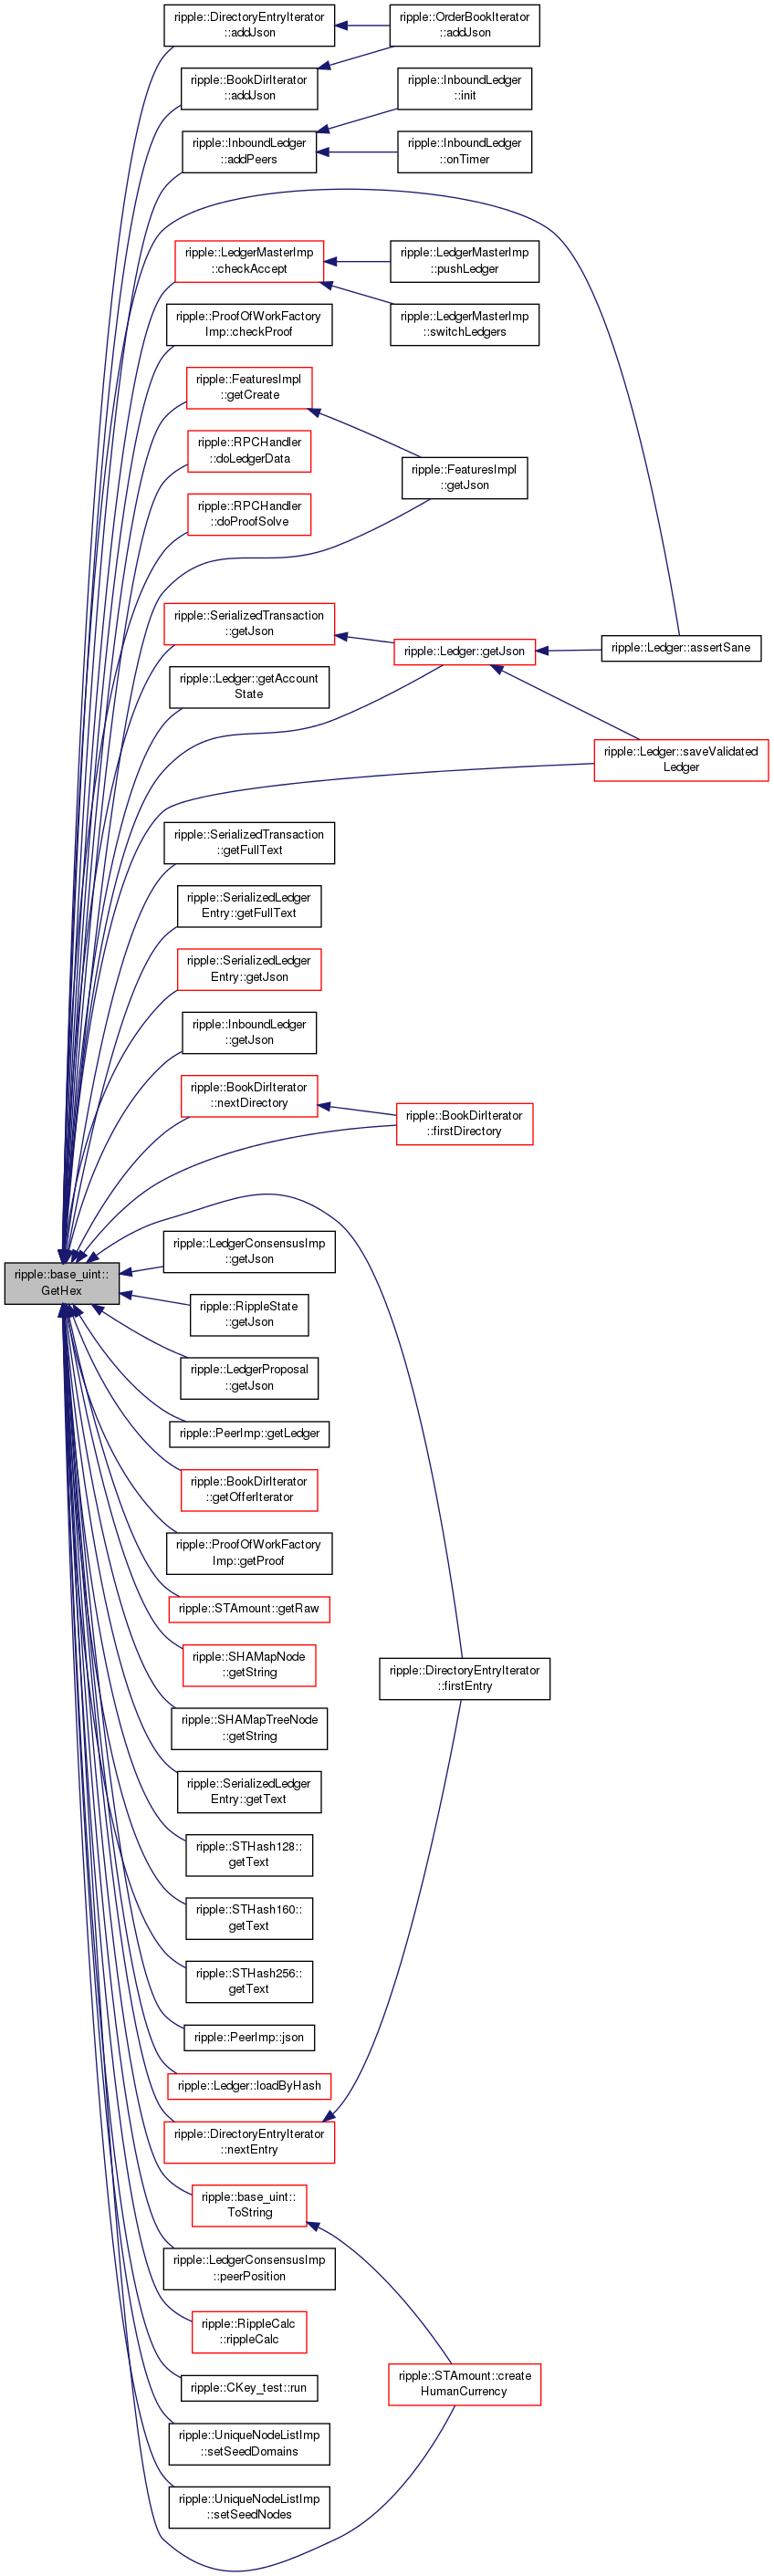 ripple::DirectoryEntryIterator
::addJson
ripple::OrderBookIterator
::addJson
ripple::BookDirIterator
::addJson
ripple::InboundLedger
::init
ripple::InboundLedger
::addPeers
ripple::InboundLedger
::onTimer
ripple::LedgerMasterImp
::checkAccept
ripple::LedgerMasterImp
::pushLedger
ripple::ProofOfWorkFactory
Imp::checkProof
ripple::LedgerMasterImp
::switchLedgers
ripple::FeaturesImpl
::getCreate
ripple::RPCHandler
::doLedgerData
ripple::FeaturesImpl
::getJson
ripple::RPCHandler
::doProofSolve
ripple::SerializedTransaction
::getJson
ripple::Ledger::getJson
ripple::Ledger::assertSane
ripple::Ledger::getAccount
State
ripple::Ledger::saveValidated
Ledger
ripple::SerializedTransaction
::getFullText
ripple::SerializedLedger
Entry::getFullText
ripple::SerializedLedger
Entry::getJson
ripple::InboundLedger
::getJson
ripple::BookDirIterator
::nextDirectory
ripple::BookDirIterator
::firstDirectory
ripple::LedgerConsensusImp
::getJson
ripple::base_uint::
GetHex
ripple::RippleState
::getJson
ripple::LedgerProposal
::getJson
ripple::PeerImp::getLedger
ripple::BookDirIterator
::getOfferIterator
ripple::ProofOfWorkFactory
Imp::getProof
ripple::STAmount::getRaw
ripple::SHAMapNode
::getString
ripple::DirectoryEntryIterator
::firstEntry
ripple::SHAMapTreeNode
::getString
ripple::SerializedLedger
Entry::getText
ripple::STHash128::
getText
ripple::STHash160::
getText
ripple::STHash256::
getText
ripple::PeerImp::json
ripple::Ledger::loadByHash
ripple::DirectoryEntryIterator
::nextEntry
ripple::base_uint::
ToString
ripple::LedgerConsensusImp
::peerPosition
ripple::RippleCalc
::rippleCalc
ripple::STAmount::create
HumanCurrency
ripple::CKey_test::run
ripple::UniqueNodeListImp
::setSeedDomains
ripple::UniqueNodeListImp
::setSeedNodes